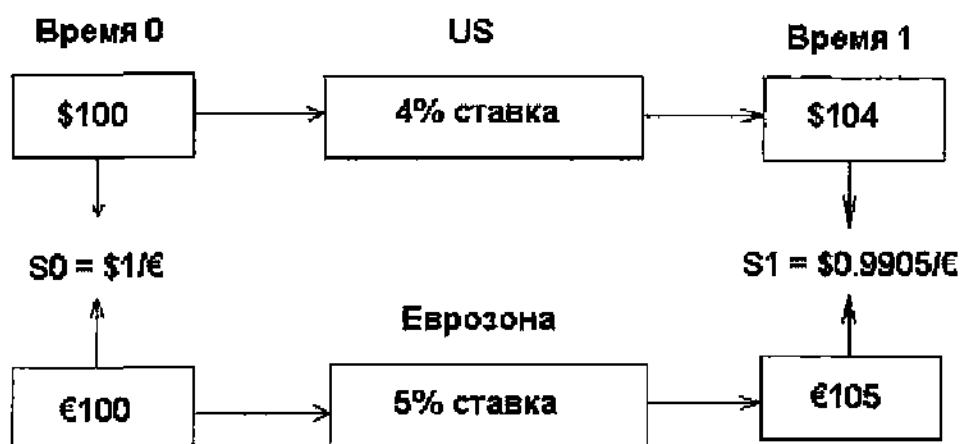 Время 0
US
Время 1
$100
4% ставка
$104
S0 = $1/€
S1 = $0.9905/€
Еврозона
€100
5% ставка
€105